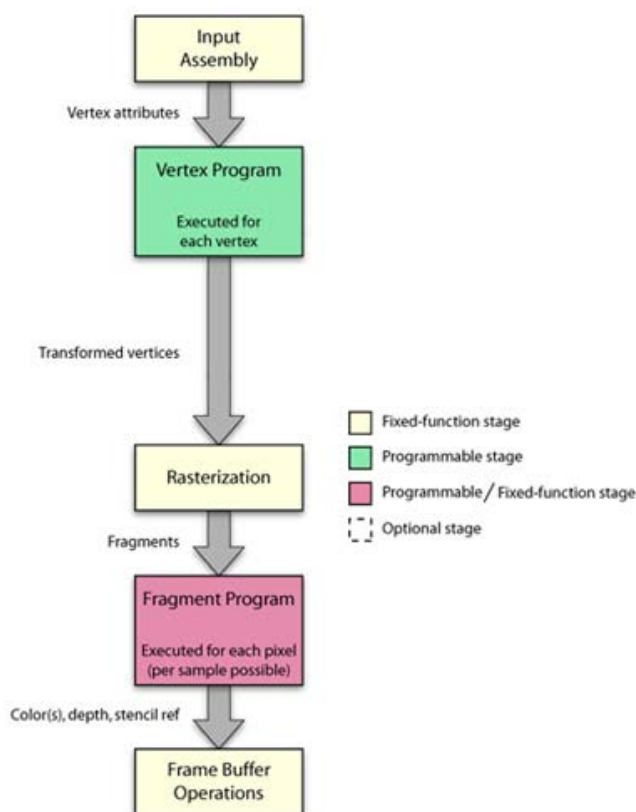 Input
Assembly
Vertex attributes
Vertex Program
Executed for
each vertex
Transformed vertices
Fixed-function stage
Programmable stage
Rasterization
Programmable / Fixed-function stage
Optional stage
Fragments
Fragment Program
Executed for each pixel
(per sample possible)
Color(s), depth, stencil ref
Frame Buffer
Operations